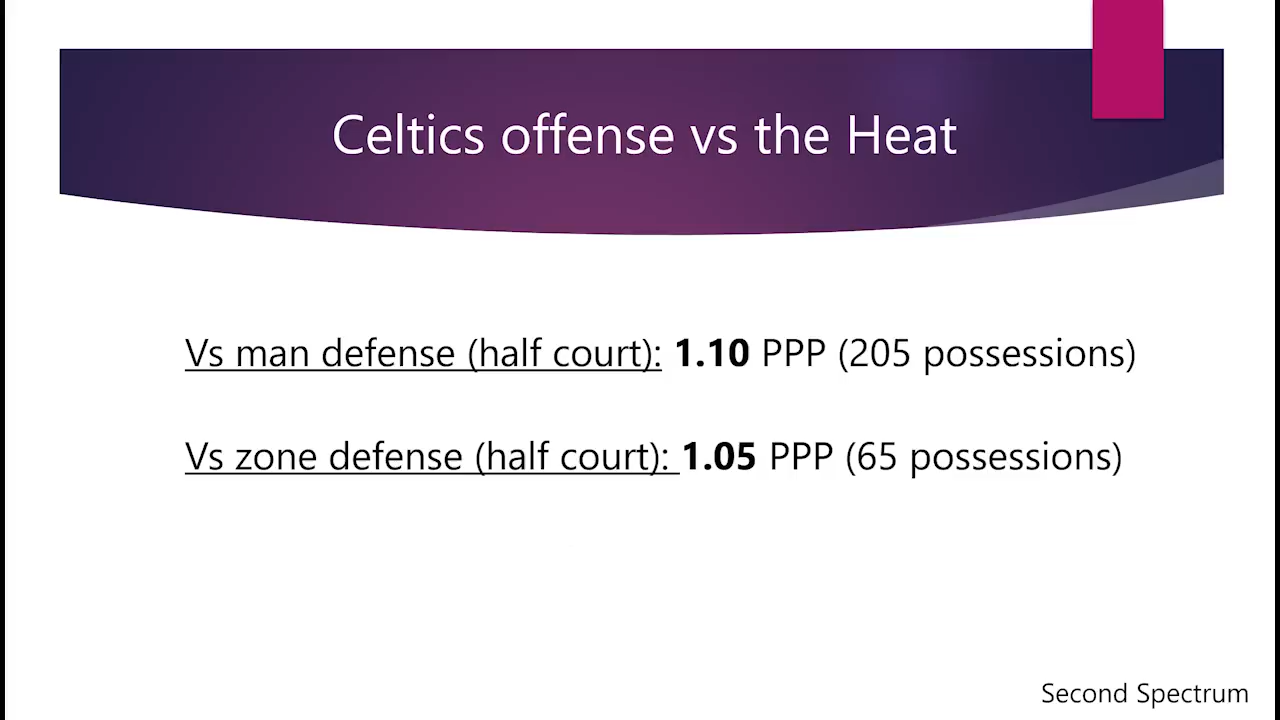 Celtics offense vs the Heat
Vs man defense (half court): 1.10 PPP (205 possessions)
Vs zone defense (half court): 1.05 PPP (65 possessions)
Second Spectrum